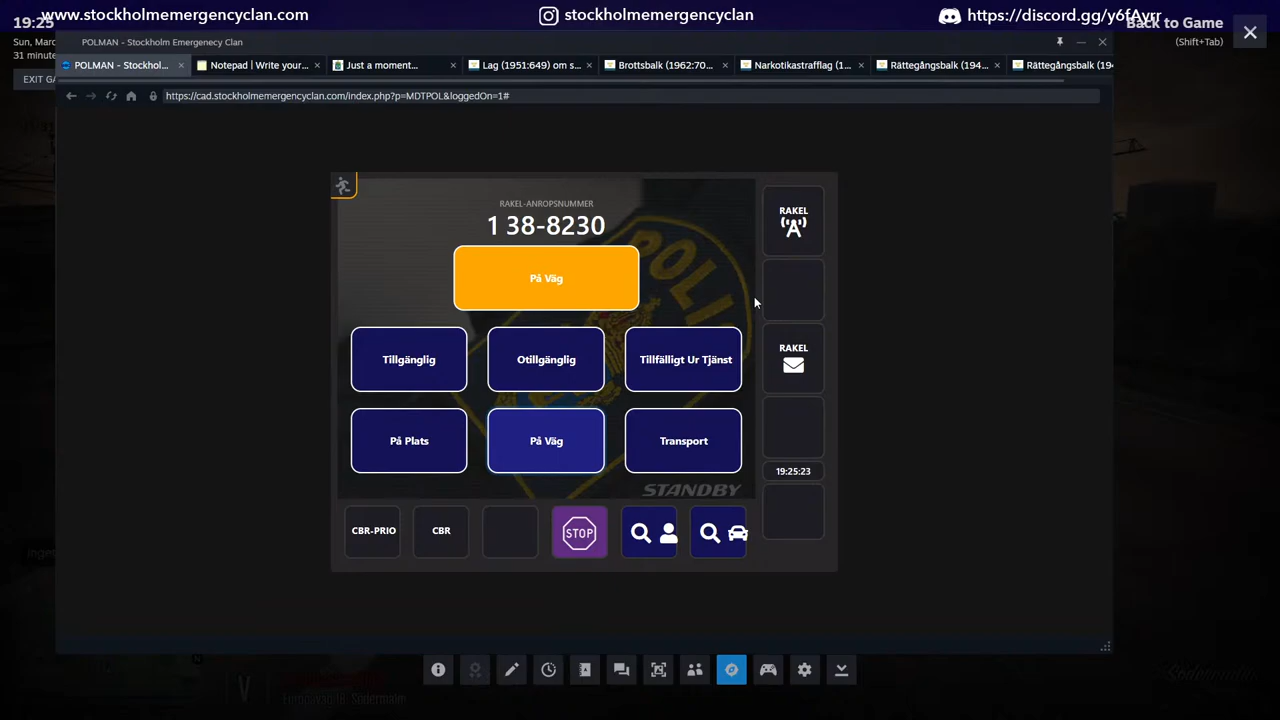 www.stockholmemergencyclan.com
stockholmemergencyclan
https://discord.gg/y6fAyrr
19:25
Back to Game
Sun, Marc
(Shift+Tab)
31 minute
EXIT GA
POLMAN - Stockholm Emergenecy Clan
POLMAN - Stockhol...
Notepad | Write your...
Just a moment...
Lag (1951:649) om s...
Brottsbalk (1962:70...
Narkotikastrafflag (1...
Rättegångsbalk (194...
Rättegångsbalk (194
https://cad.stockholmemergencyclan.com/index.php?p=MDTPOL&loggedOn=1#
RAKEL-ANROPSNUMMER
1 38-8230
På Väg
Tillgänglig
Otillgänglig
Tillfälligt Ur Tjänst
På Plats
På Väg
Transport
POLIS
STANDBY
RAKEL
RAKEL
19:25:23
CBR-PRIO
CBR
STOP